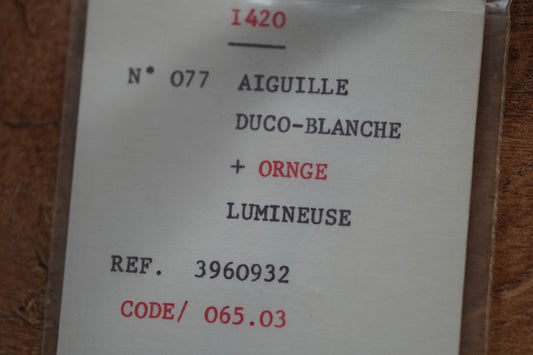 I420
N° 077 AIGUILLE
DUCO-BLANCHE
+ ORNGE
LUMINEUSE
REF. 3960932
CODE/ 065.03